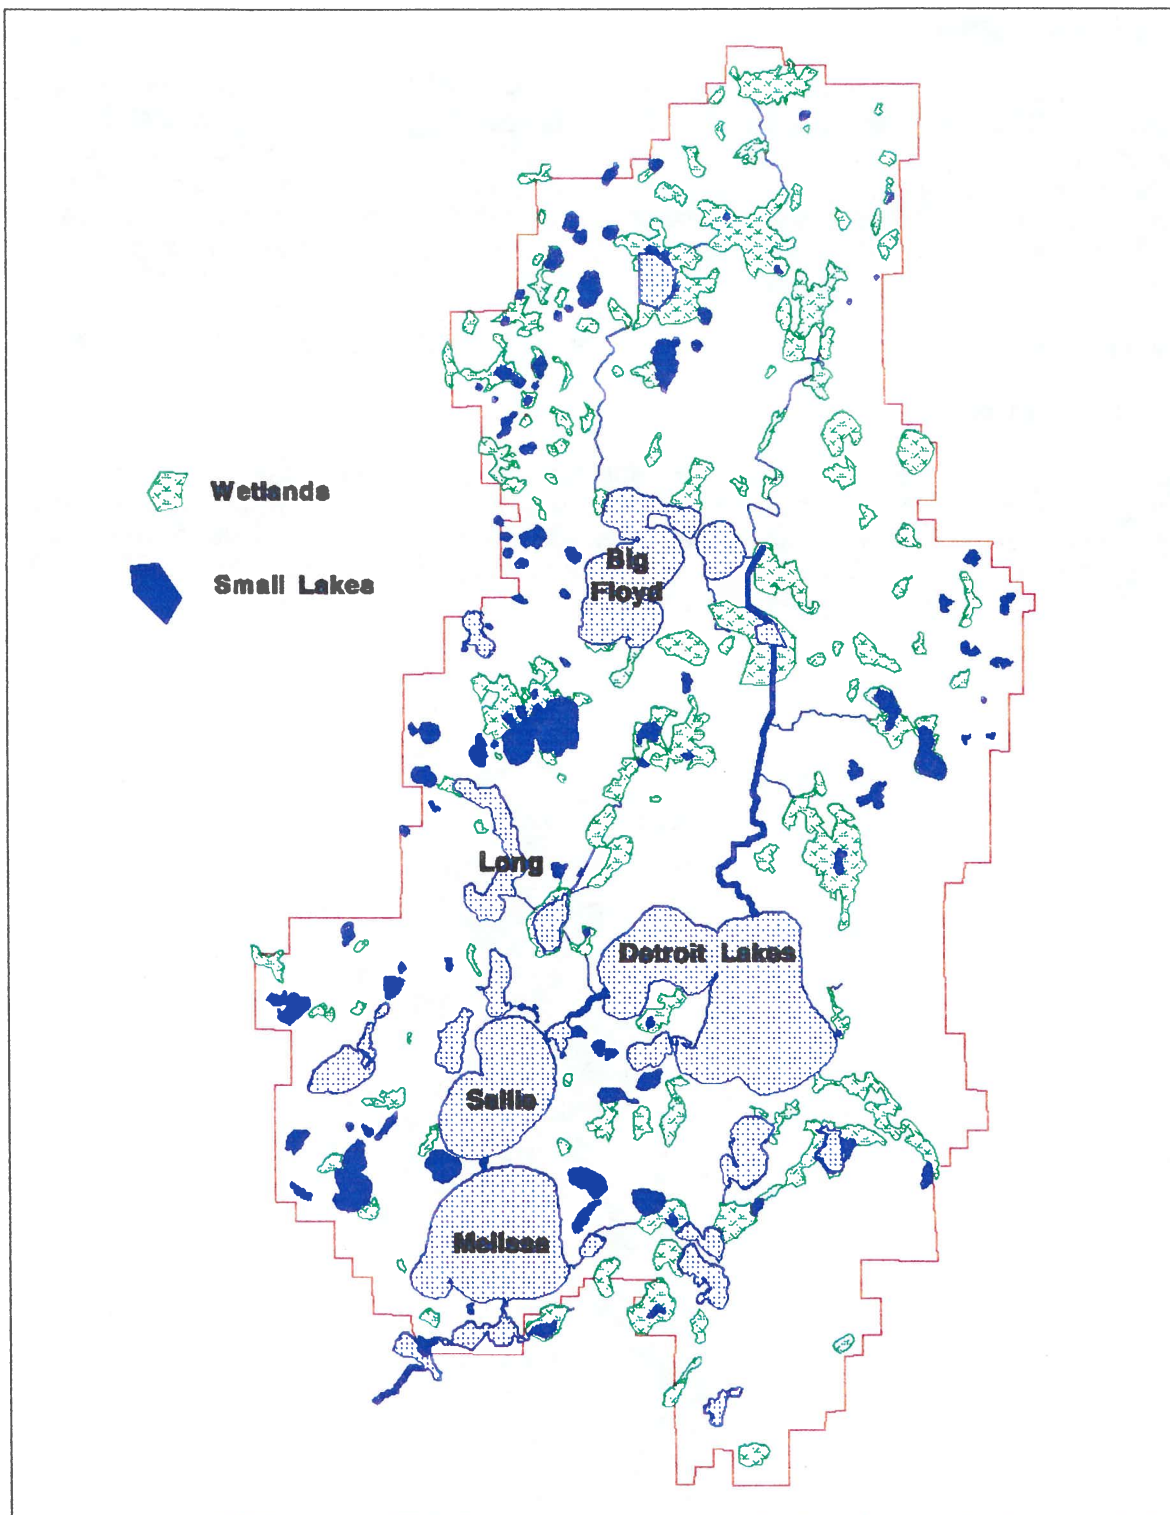 Wetlands
Small Lakes
Big
Floyd
Long
Detroit Lakes
Sallie
Melissa